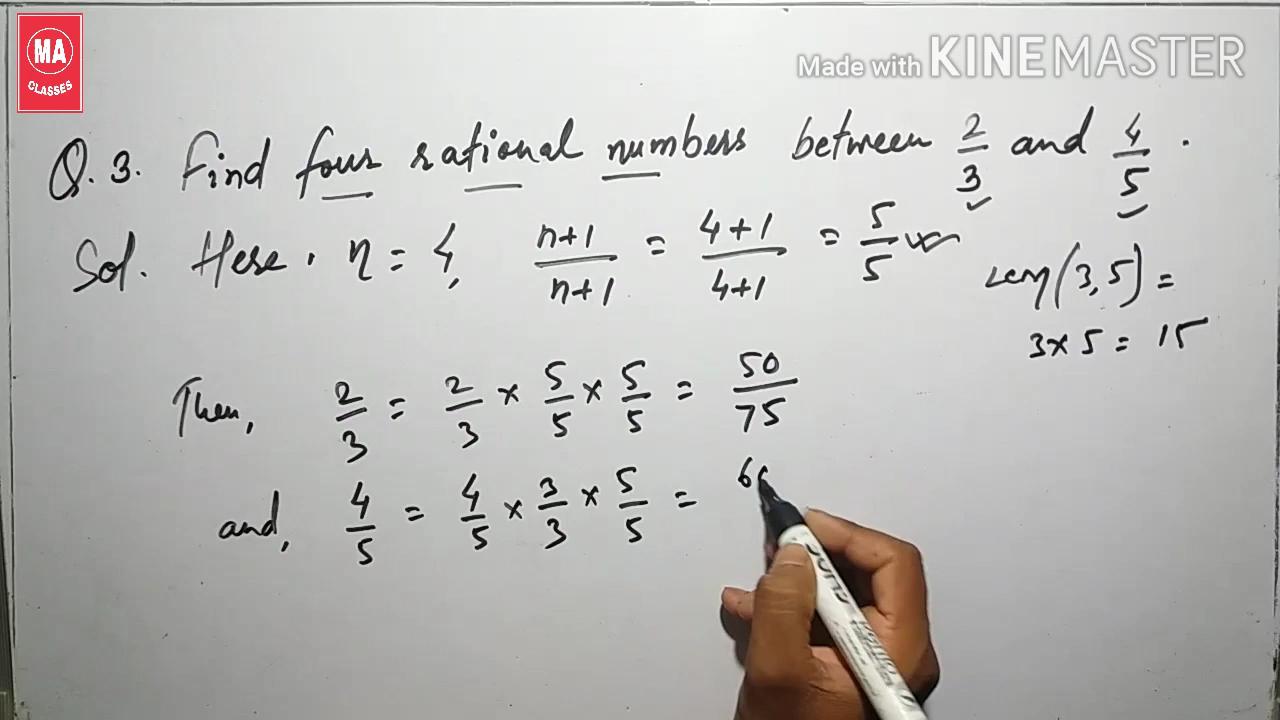 MA
CLASSES
Made with KINEMASTER
Q.3. Find four rational numbers between 2/3 and 4/5.
Sol. Here. n = 4, n+1/n+1 = 4+1/4+1 = 5/5
Lcm(3,5) =
3×5 = 15
Then, 2/3 = 2/3 × 5/5 × 5/5 = 50/75
and, 4/5 = 4/5 × 3/3 × 5/5 = 60